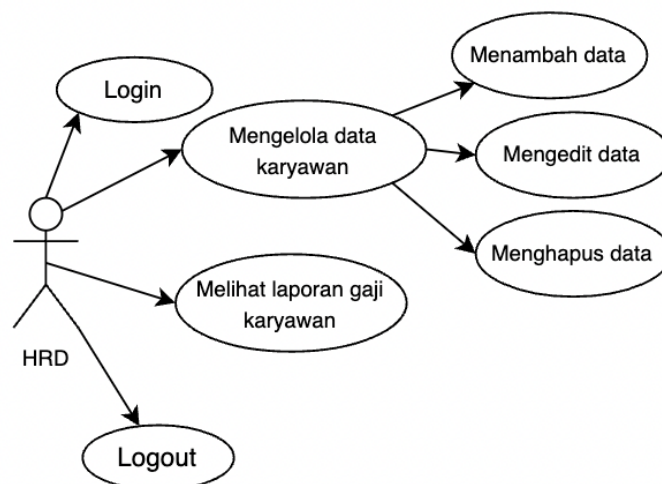 Menambah data
Login
Mengelola data
karyawan
Mengedit data
Menghapus data
Melihat laporan gaji
karyawan
HRD
Logout